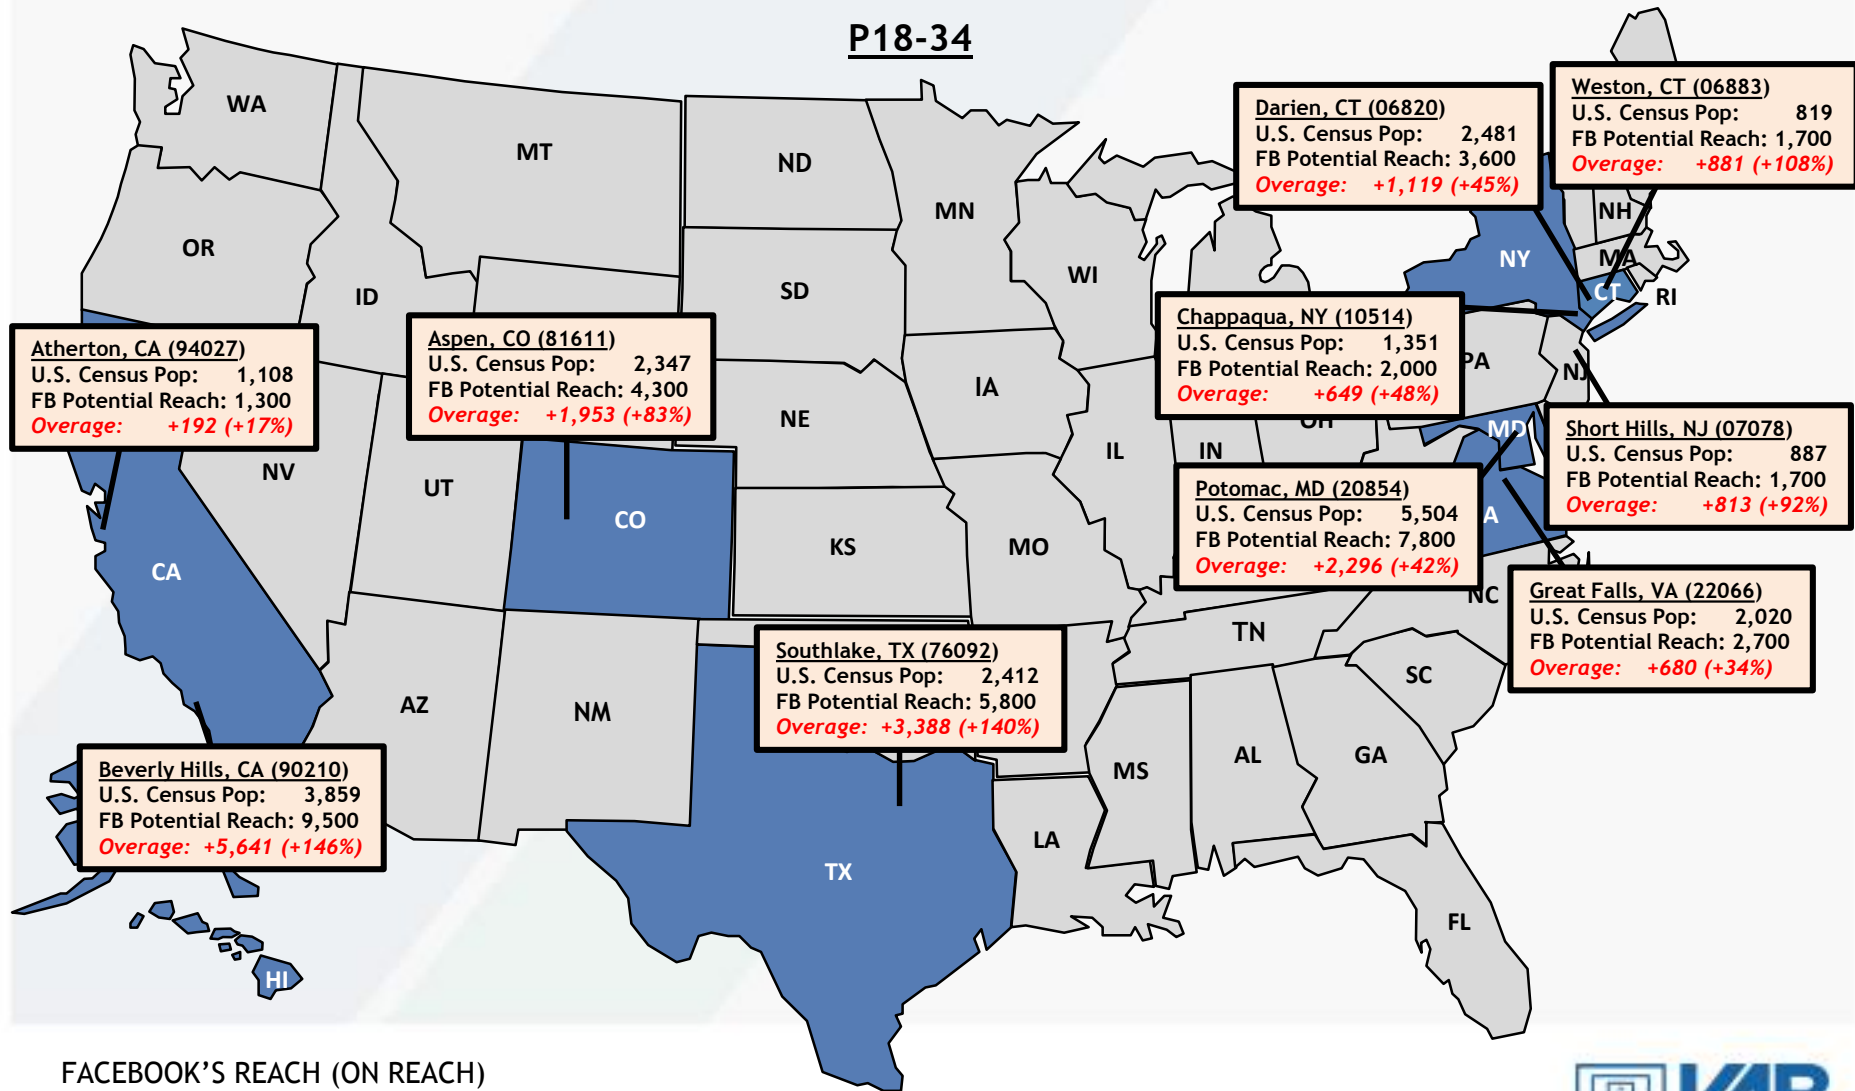 P18-34
WA
MT
ND
MN
OR
ID
SD
WI
NY
NH
MA
CT
RI
Darien, CT (06820)
U.S. Census Pop: 2,481
FB Potential Reach: 3,600
Overage: +1,119 (+45%)
Weston, CT (06883)
U.S. Census Pop: 819
FB Potential Reach: 1,700
Overage: +881 (+108%)
Atherton, CA (94027)
U.S. Census Pop: 1,108
FB Potential Reach: 1,300
Overage: +192 (+17%)
Aspen, CO (81611)
U.S. Census Pop: 2,347
FB Potential Reach: 4,300
Overage: +1,953 (+83%)
Chappaqua, NY (10514)
U.S. Census Pop: 1,351
FB Potential Reach: 2,000
Overage: +649 (+48%)
PA
NJ
IA
NE
NV
UT
CO
KS
MO
IL
IN
OH
MD
Short Hills, NJ (07078)
U.S. Census Pop: 887
FB Potential Reach: 1,700
Overage: +813 (+92%)
Potomac, MD (20854)
U.S. Census Pop: 5,504
FB Potential Reach: 7,800
Overage: +2,296 (+42%)
A
CA
NC
Great Falls, VA (22066)
U.S. Census Pop: 2,020
FB Potential Reach: 2,700
Overage: +680 (+34%)
TN
SC
Southlake, TX (76092)
U.S. Census Pop: 2,412
FB Potential Reach: 5,800
Overage: +3,388 (+140%)
AZ
NM
MS
AL
GA
Beverly Hills, CA (90210)
U.S. Census Pop: 3,859
FB Potential Reach: 9,500
Overage: +5,641 (+146%)
LA
TX
FL
HI
FACEBOOK'S REACH (ON REACH)
VAB